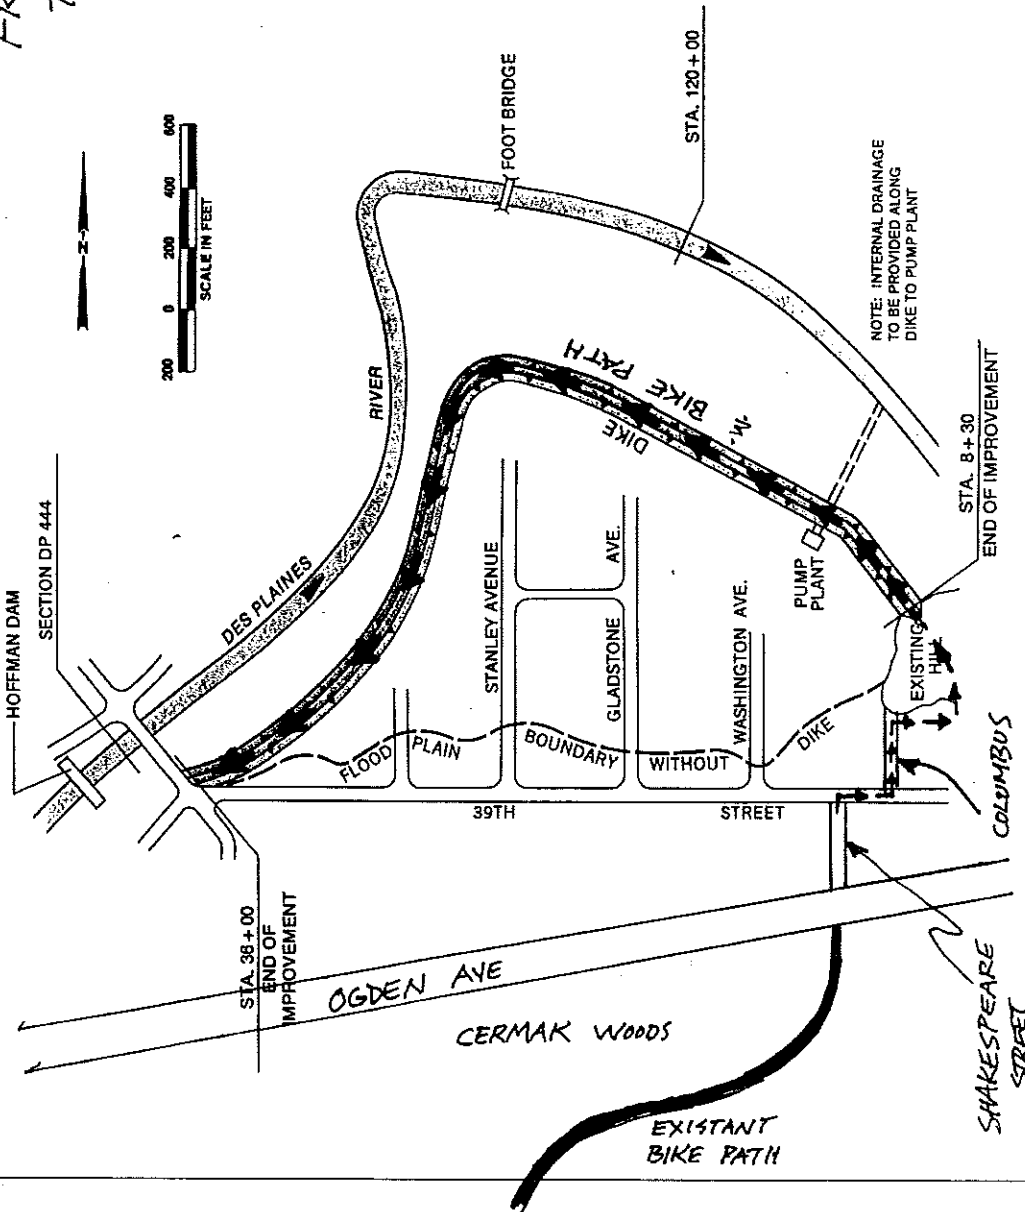 HOFFMAN DAM
SECTION DP 444
N
200 0 200 400 600
SCALE IN FEET
FOOT BRIDGE
STA. 120+00
RIVER
DES PLAINES
BIKE PATH
DIKE
NOTE: INTERNAL DRAINAGE
TO BE PROVIDED ALONG
DIKE TO PUMP PLANT
STA. 8+30
END OF IMPROVEMENT
STANLEY AVENUE
GLADSTONE AVE.
WASHINGTON AVE.
PUMP
PLANT
EXISTING
HILL
FLOOD PLAIN BOUNDARY WITHOUT DIKE
39TH STREET
COLUMBUS
STA. 36+00
END OF
IMPROVEMENT
OGDEN AVE
CERMAK WOODS
SHAKESPEARE
STREET
EXISTANT
BIKE PATH